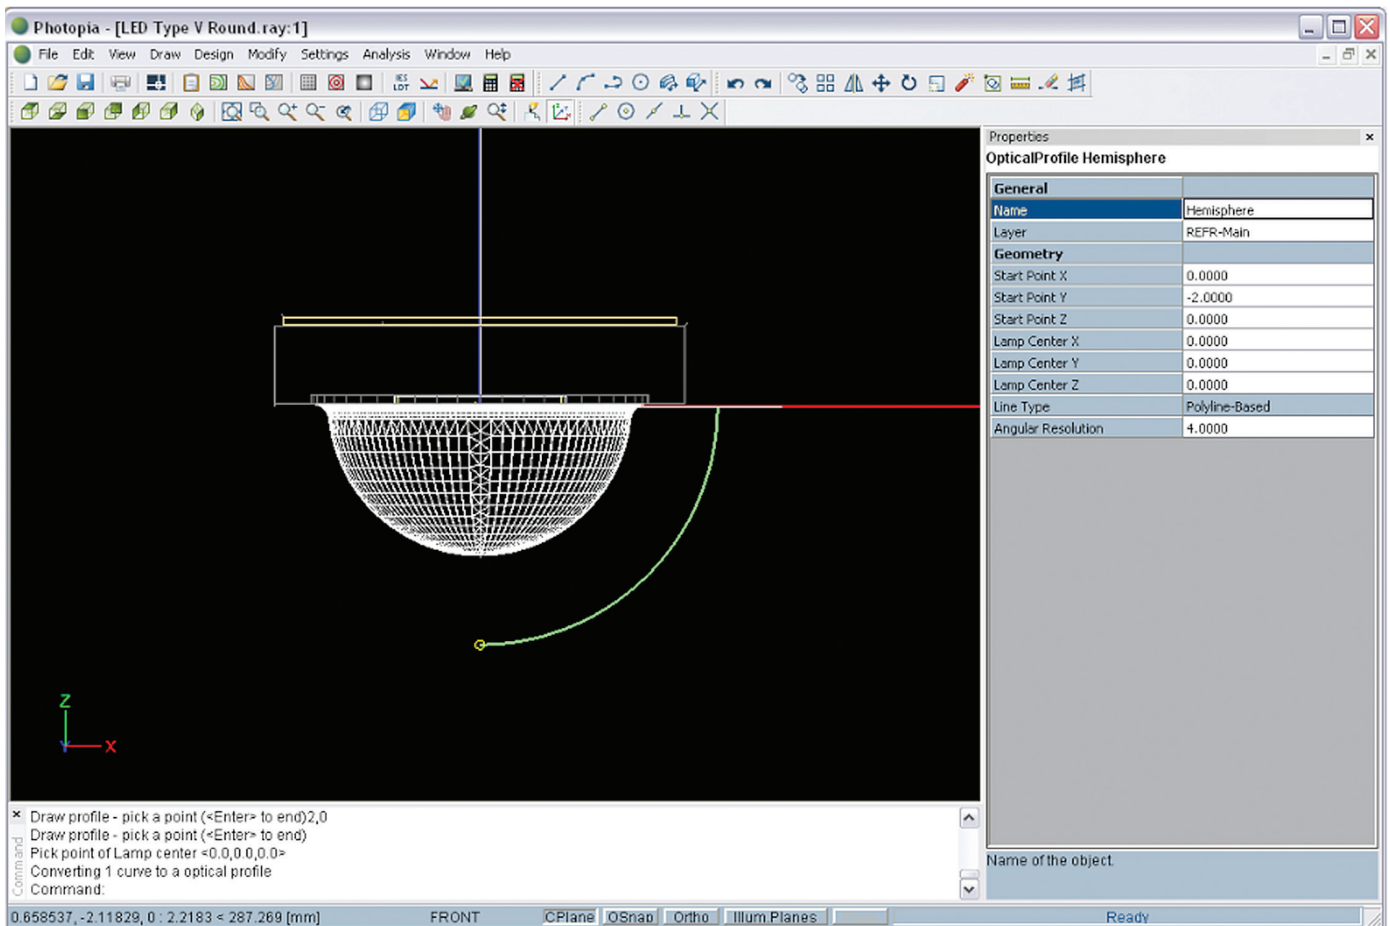 Photopia - [LED Type V Round.ray:1]
File Edit View Draw Design Modify Settings Analysis Window Help
IES
LDT
Properties
OpticalProfile Hemisphere
General
Name Hemisphere
Layer REFR-Main
Geometry
Start Point X 0.0000
Start Point Y -2.0000
Start Point Z 0.0000
Lamp Center X 0.0000
Lamp Center Y 0.0000
Lamp Center Z 0.0000
Line Type Polyline-Based
Angular Resolution 4.0000
Z
Y X
Draw profile - pick a point (<Enter> to end)2,0
Draw profile - pick a point (<Enter> to end)
Pick point of Lamp center <0.0,0.0,0.0>
Converting 1 curve to a optical profile
Command:
Command
Name of the object.
0.658537, -2.11829, 0 : 2.2183 < 287.269 [mm] FRONT CPlane OSnap Ortho Illum.Planes Ready